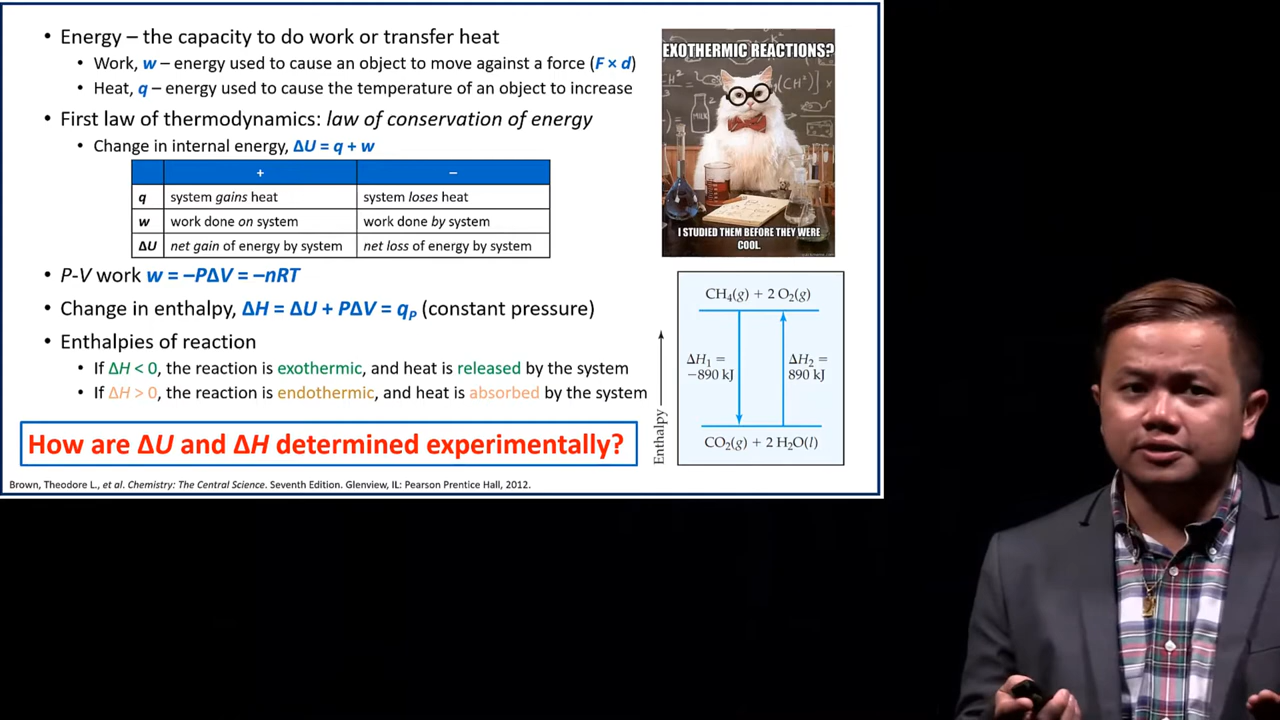 • Energy – the capacity to do work or transfer heat
• Work, w – energy used to cause an object to move against a force (F × d)
• Heat, q – energy used to cause the temperature of an object to increase
• First law of thermodynamics: law of conservation of energy
• Change in internal energy, ΔU = q + w
+ −
q system gains heat system loses heat
w work done on system work done by system
ΔU net gain of energy by system net loss of energy by system
• P-V work w = –PΔV = –nRT
• Change in enthalpy, ΔH = ΔU + PΔV = qP (constant pressure)
• Enthalpies of reaction
• If ΔH < 0, the reaction is exothermic, and heat is released by the system
• If ΔH > 0, the reaction is endothermic, and heat is absorbed by the system
How are ΔU and ΔH determined experimentally?
Brown, Theodore L., et al. Chemistry: The Central Science. Seventh Edition. Glenview, IL: Pearson Prentice Hall, 2012.
EXOTHERMIC REACTIONS?
I STUDIED THEM BEFORE THEY WERE
COOL.
CH₄(g) + 2 O₂(g)
ΔH₁ =
−890 kJ
ΔH₂ =
890 kJ
Enthalpy
CO₂(g) + 2 H₂O(l)